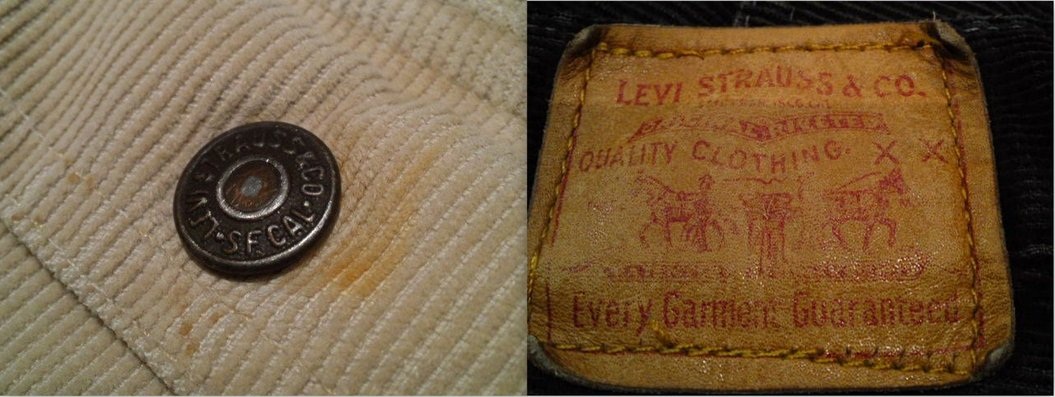 LEVI STRAUSS & CO
S.F. CAL.
LEVI STRAUSS & CO.
QUALITY CLOTHING. X X
Every Garment Guaranteed